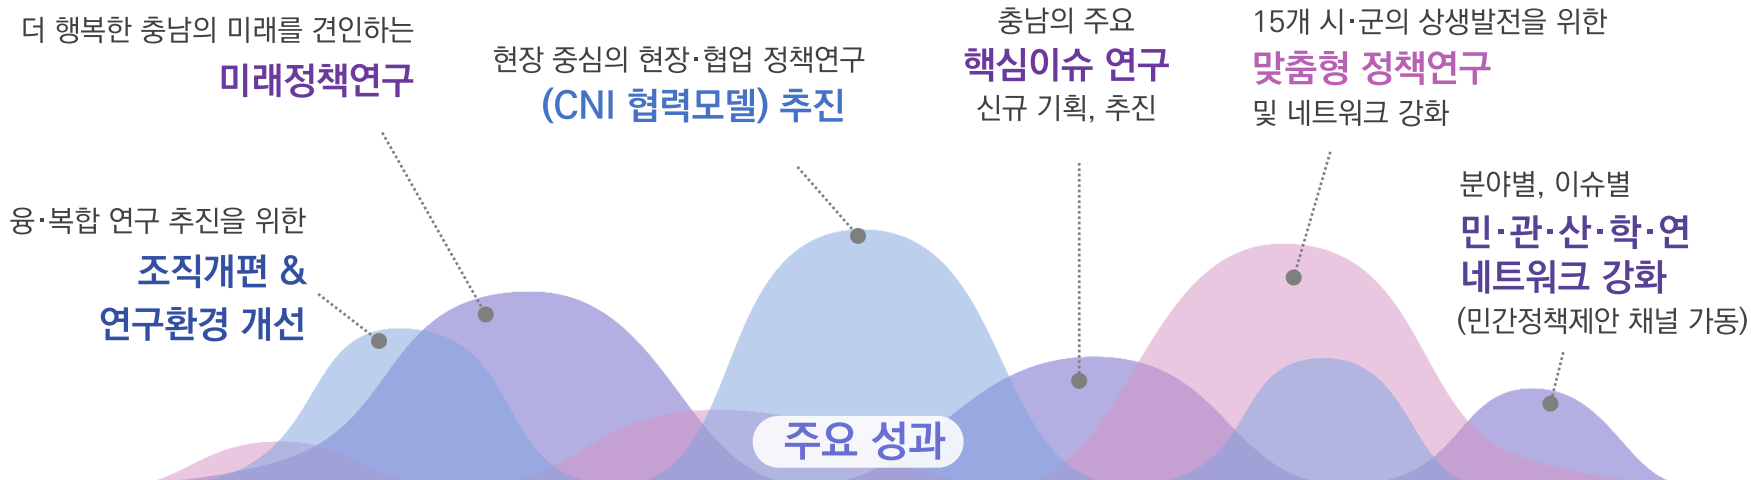 더 행복한 충남의 미래를 견인하는
미래정책연구
현장 중심의 현장·협업 정책연구
(CNI 협력모델) 추진
충남의 주요
핵심이슈 연구
신규 기획, 추진
15개 시·군의 상생발전을 위한
맞춤형 정책연구
및 네트워크 강화
융·복합 연구 추진을 위한
조직개편 &
연구환경 개선
분야별, 이슈별
민·관·산·학·연
네트워크 강화
(민간정책제안 채널 가동)
주요 성과